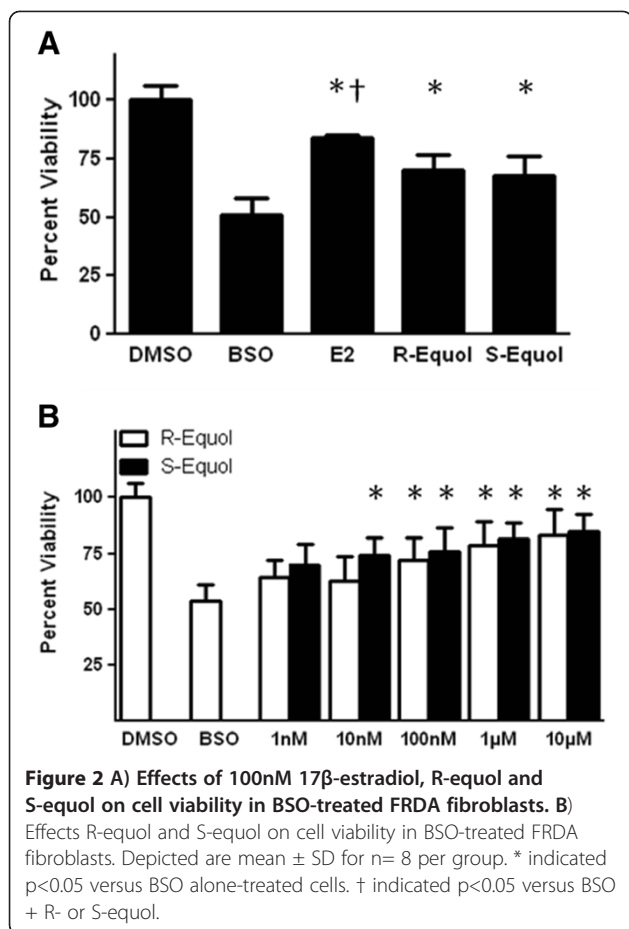 A
* † * *
Percent Viability
100
75
50
25
0
DMSO BSO E2 R-Equol S-Equol
B
R-Equol
S-Equol
* * * * * * *
Percent Viability
100
75
50
25
DMSO BSO 1nM 10nM 100nM 1µM 10µM
Figure 2 A) Effects of 100nM 17β-estradiol, R-equol and
S-equol on cell viability in BSO-treated FRDA fibroblasts. B)
Effects R-equol and S-equol on cell viability in BSO-treated FRDA
fibroblasts. Depicted are mean ± SD for n= 8 per group. * indicated
p<0.05 versus BSO alone-treated cells. † indicated p<0.05 versus BSO
+ R- or S-equol.